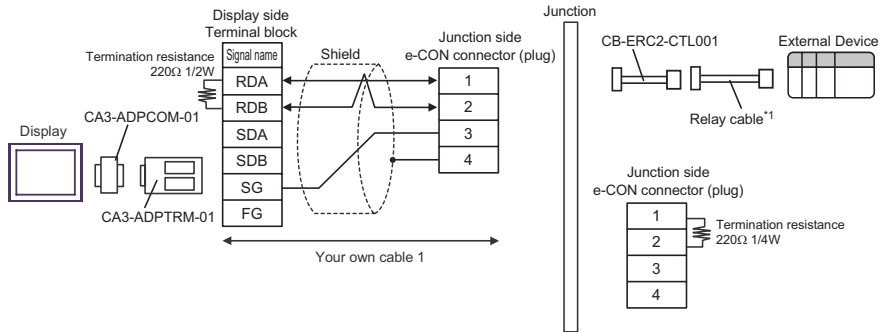 Display side
Terminal block
Junction side
e-CON connector (plug)
Junction
Termination resistance
220Ω 1/2W
Signal name
Shield
RDA
RDB
SDA
SDB
SG
FG
1
2
3
4
CB-ERC2-CTL001
External Device
Relay cable*1
Display
CA3-ADPCOM-01
CA3-ADPTRM-01
Your own cable 1
Junction side
e-CON connector (plug)
1
2
3
4
Termination resistance
220Ω 1/4W